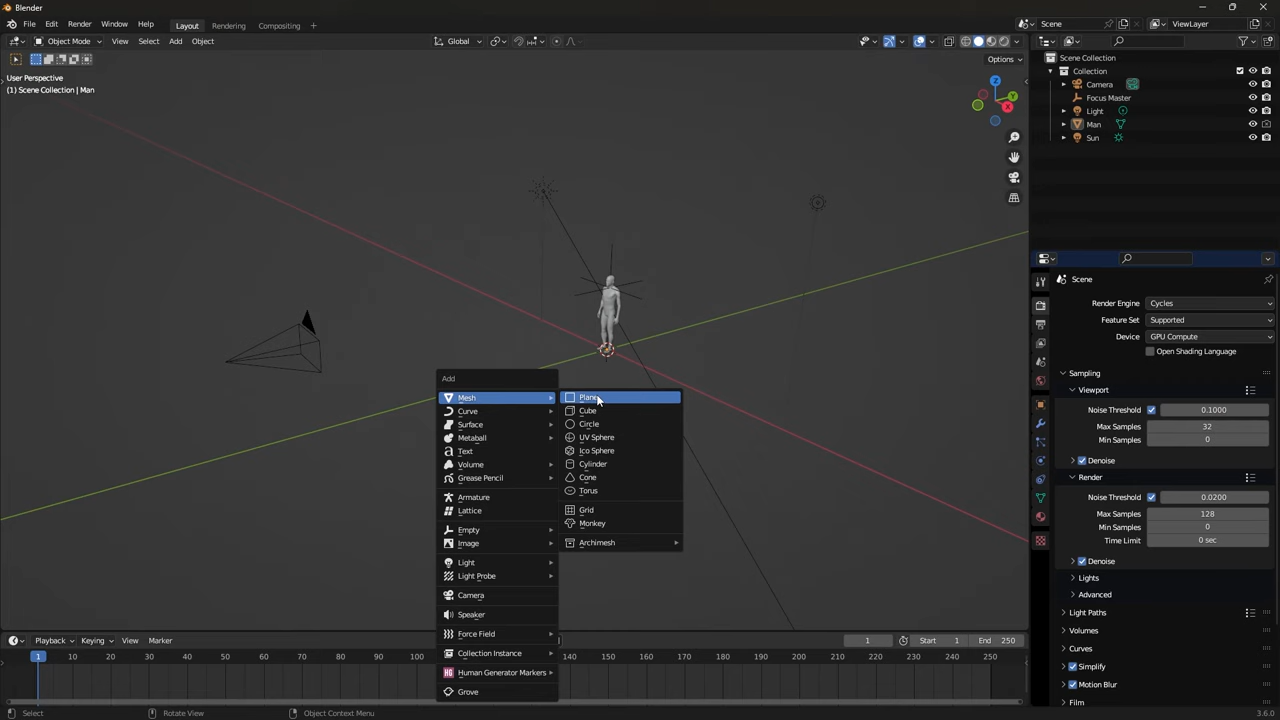 Blender
File Edit Render Window Help Layout Rendering Compositing + Scene ViewLayer
Object Mode View Select Add Object Global
Options
User Perspective
(1) Scene Collection | Man
Z
Y
X
Scene Collection
Collection
Camera
Focus Master
Light
Man
Sun
Add
Mesh
Curve
Surface
Metaball
Text
Volume
Grease Pencil
Armature
Lattice
Empty
Image
Light
Light Probe
Camera
Speaker
Force Field
Collection Instance
HG Human Generator Markers
Grove
Plane
Cube
Circle
UV Sphere
Ico Sphere
Cylinder
Cone
Torus
Grid
Monkey
Archimesh
Scene
Render Engine Cycles
Feature Set Supported
Device GPU Compute
Open Shading Language
Sampling
Viewport
Noise Threshold 0.1000
Max Samples 32
Min Samples 0
Denoise
Render
Noise Threshold 0.0200
Max Samples 128
Min Samples 0
Time Limit 0 sec
Denoise
Lights
Advanced
Light Paths
Volumes
Curves
Simplify
Motion Blur
Film
Playback Keying View Marker 1 Start 1 End 250
1 10 20 30 40 50 60 70 80 90 100 140 150 160 170 180 190 200 210 220 230 240 250
Select Rotate View Object Context Menu 3.6.0